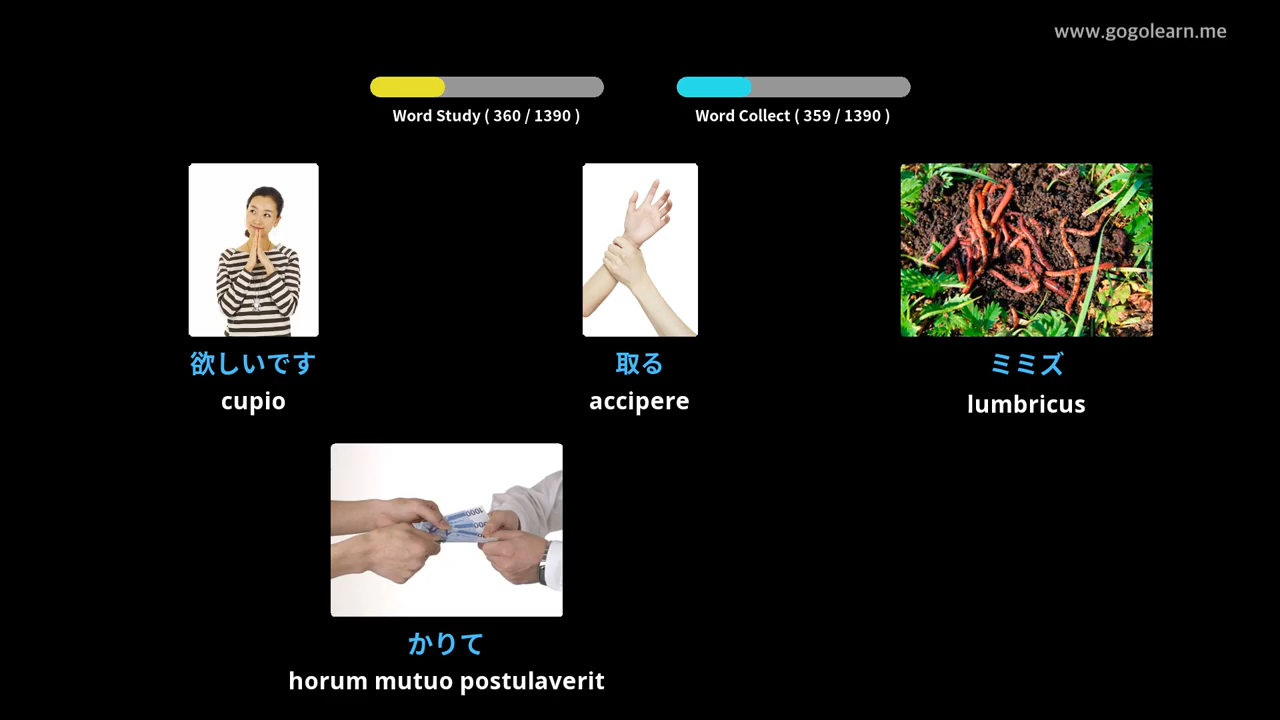 www.gogolearn.me
Word Study ( 360 / 1390 )
Word Collect ( 359 / 1390 )
欲しいです
cupio
取る
accipere
ミミズ
lumbricus
かりて
horum mutuo postulaverit